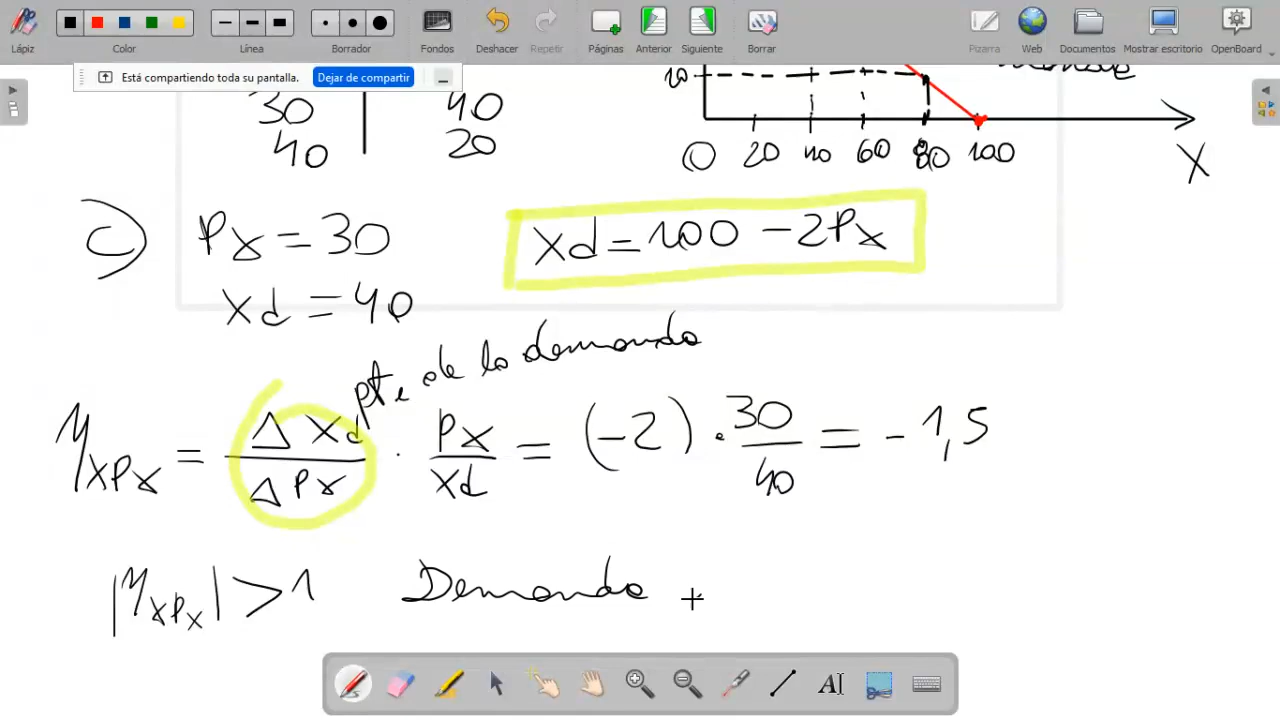 Lápiz Color Línea Borrador Fondos Deshacer Repetir Páginas Anterior Siguiente Borrar Pizarra Web Documentos Mostrar escritorio OpenBoard
Está compartiendo toda su pantalla. Dejar de compartir
30 40
40 20
10
0 20 40 60 80 100
X
c) Px = 30 Xd = 100 - 2Px
Xd = 40
pte de la demanda
ηXPx = ΔXd/ΔPx · Px/Xd = (-2) · 30/40 = -1,5
|ηXPx| > 1 Demanda